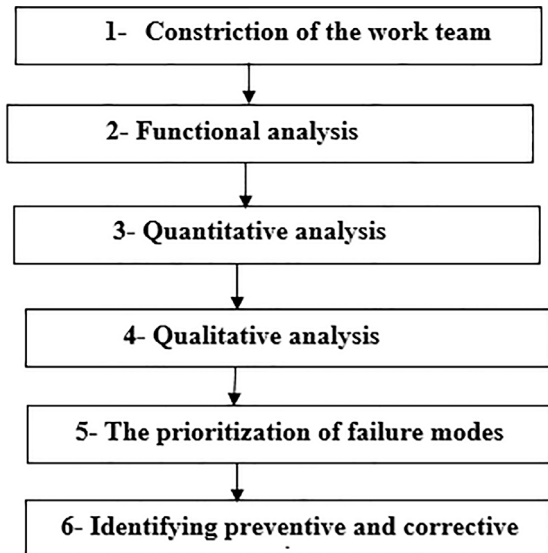 1- Constriction of the work team
2- Functional analysis
3- Quantitative analysis
4- Qualitative analysis
5- The prioritization of failure modes
6- Identifying preventive and corrective